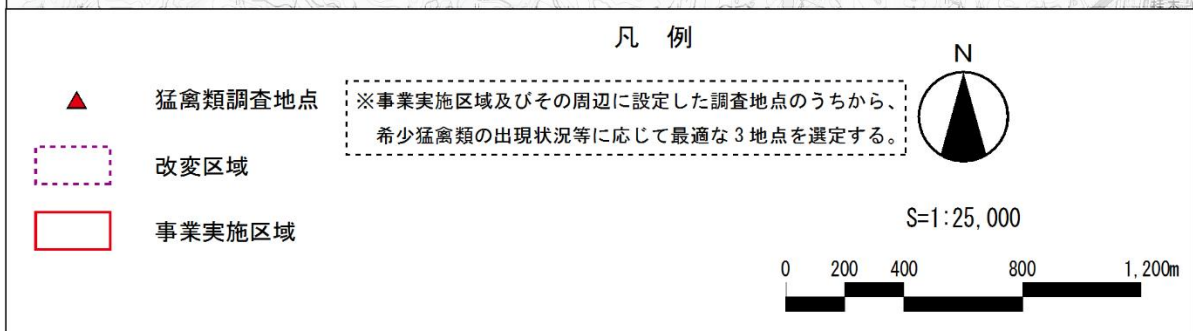 凡 例
猛禽類調査地点
※事業実施区域及びその周辺に設定した調査地点のうちから、
希少猛禽類の出現状況等に応じて最適な3地点を選定する。
改変区域
事業実施区域
N
S=1:25,000
0 200 400 800 1,200m